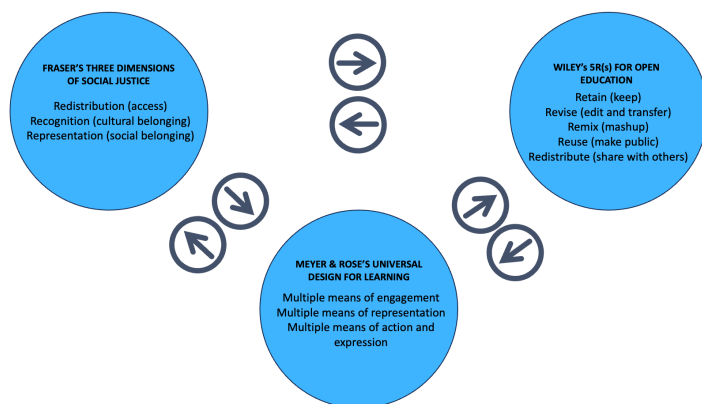 FRASER'S THREE DIMENSIONS
OF SOCIAL JUSTICE
Redistribution (access)
Recognition (cultural belonging)
Representation (social belonging)
WILEY's 5R(s) FOR OPEN
EDUCATION
Retain (keep)
Revise (edit and transfer)
Remix (mashup)
Reuse (make public)
Redistribute (share with others)
MEYER & ROSE'S UNIVERSAL
DESIGN FOR LEARNING
Multiple means of engagement
Multiple means of representation
Multiple means of action and
expression